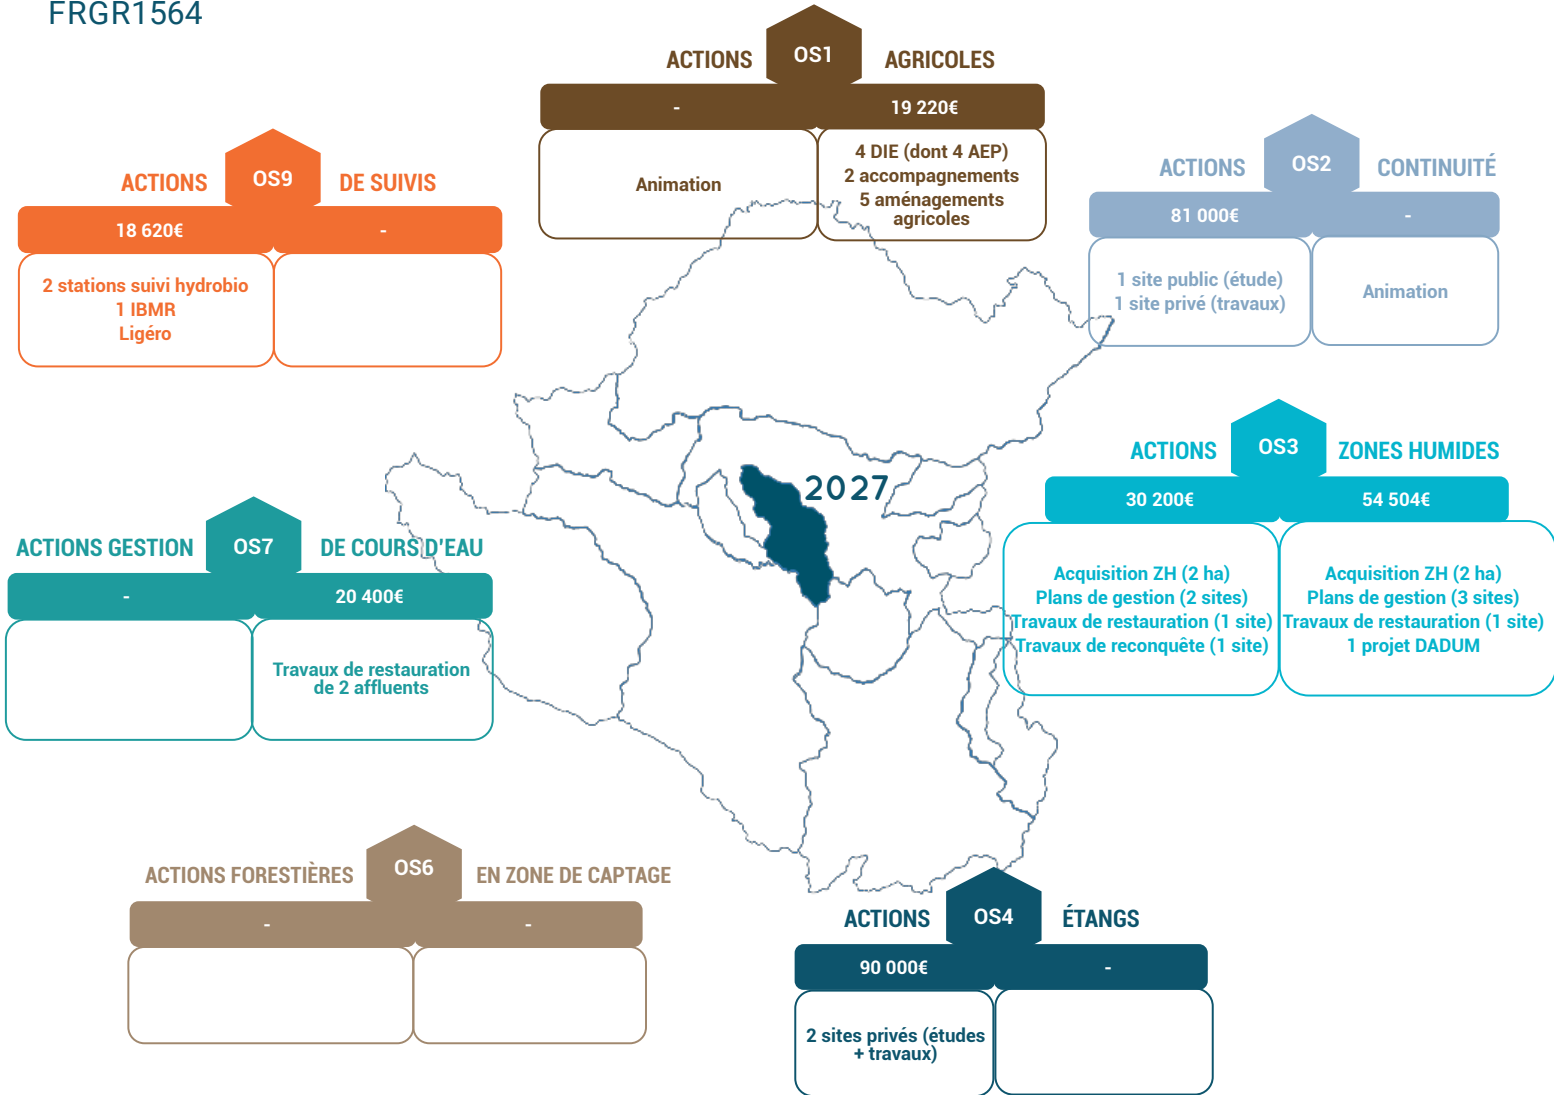 FRGR1564
ACTIONS OS1 AGRICOLES
- 19 220€
Animation
4 DIE (dont 4 AEP)
2 accompagnements
5 aménagements
agricoles
ACTIONS OS9 DE SUIVIS
18 620€ -
2 stations suivi hydrobio
1 IBMR
Ligéro
ACTIONS OS2 CONTINUITÉ
81 000€ -
1 site public (étude)
1 site privé (travaux)
Animation
2027
ACTIONS OS3 ZONES HUMIDES
30 200€ 54 504€
Acquisition ZH (2 ha)
Plans de gestion (2 sites)
Travaux de restauration (1 site)
Travaux de reconquête (1 site)
Acquisition ZH (2 ha)
Plans de gestion (3 sites)
Travaux de restauration (1 site)
1 projet DADUM
ACTIONS GESTION OS7 DE COURS D'EAU
- 20 400€
Travaux de restauration
de 2 affluents
ACTIONS FORESTIÈRES OS6 EN ZONE DE CAPTAGE
- -
ACTIONS OS4 ÉTANGS
90 000€ -
2 sites privés (études
+ travaux)